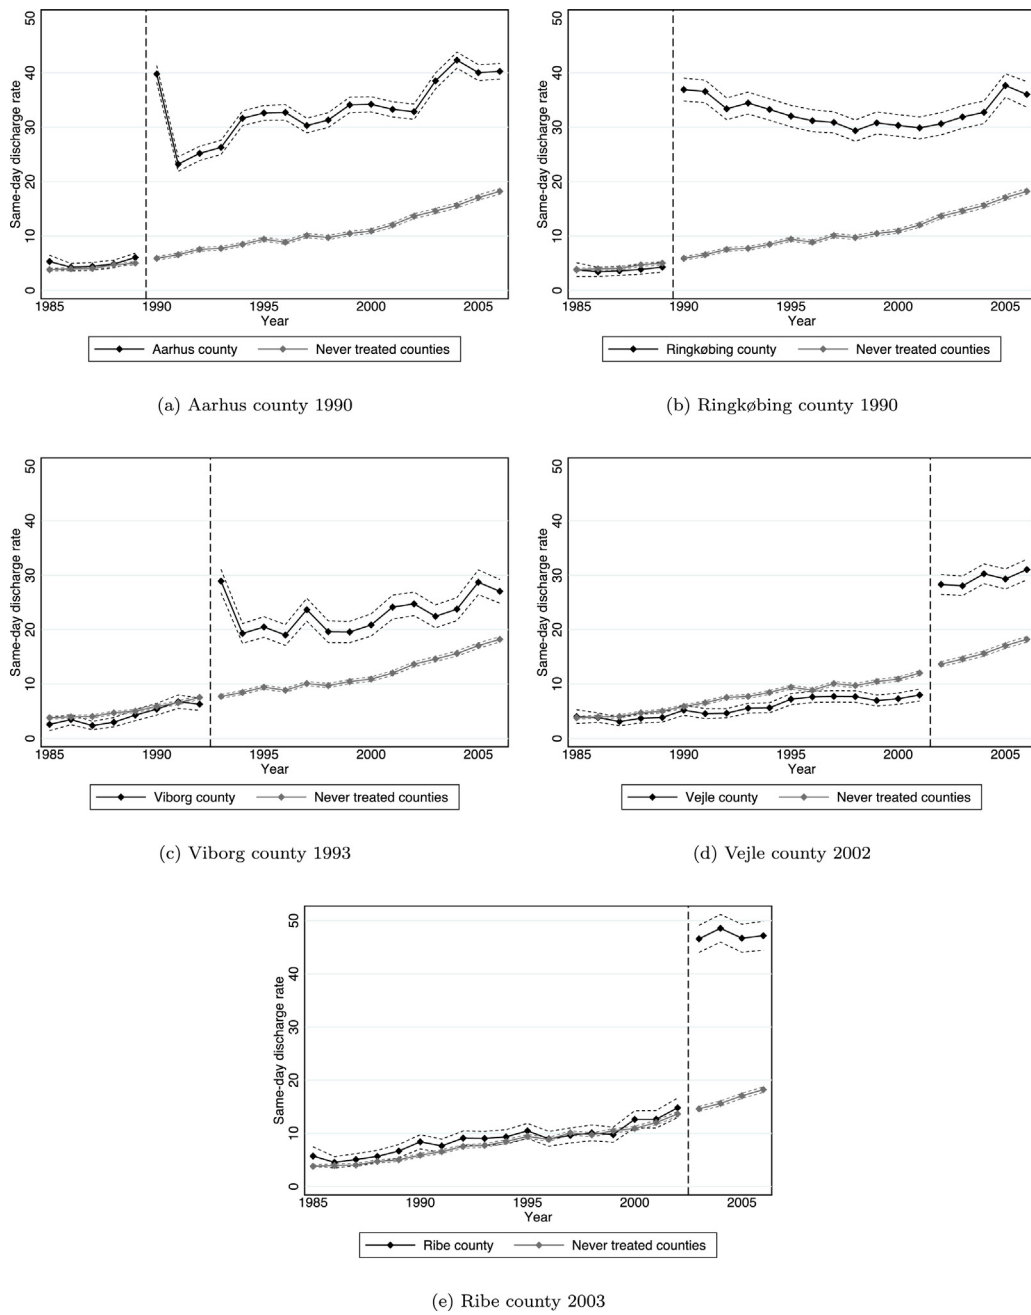 50
40
30
20
10
0
Same-day discharge rate
1985 1990 1995 2000 2005
Year
Aarhus county Never treated counties
(a) Aarhus county 1990
50
40
30
20
10
0
Same-day discharge rate
1985 1990 1995 2000 2005
Year
Ringkøbing county Never treated counties
(b) Ringkøbing county 1990
50
40
30
20
10
0
Same-day discharge rate
1985 1990 1995 2000 2005
Year
Viborg county Never treated counties
(c) Viborg county 1993
50
40
30
20
10
0
Same-day discharge rate
1985 1990 1995 2000 2005
Year
Vejle county Never treated counties
(d) Vejle county 2002
50
40
30
20
10
0
Same-day discharge rate
1985 1990 1995 2000 2005
Year
Ribe county Never treated counties
(e) Ribe county 2003